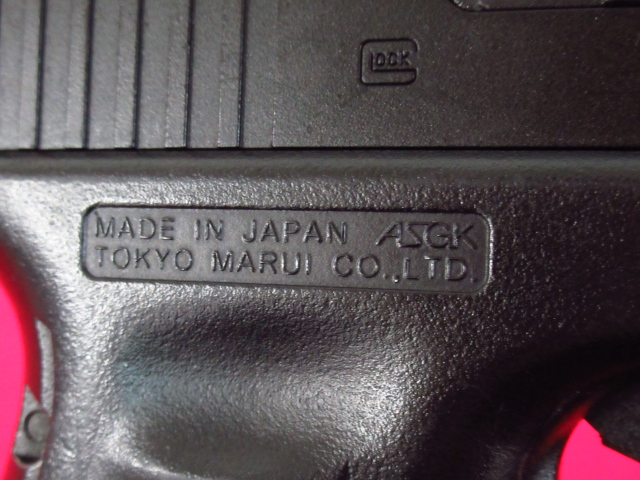 GLOCK
MADE IN JAPAN ASGK
TOKYO MARUI CO.,LTD.